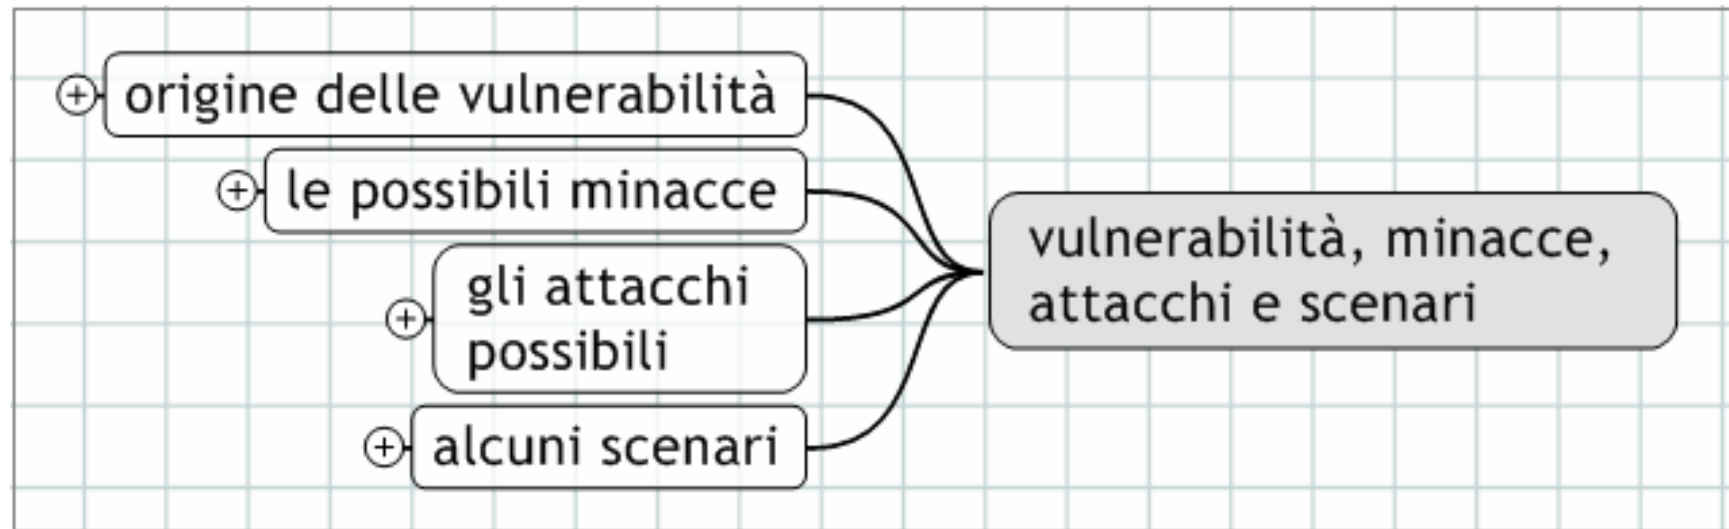 origine delle vulnerabilità
le possibili minacce
gli attacchi
possibili
alcuni scenari
vulnerabilità, minacce,
attacchi e scenari